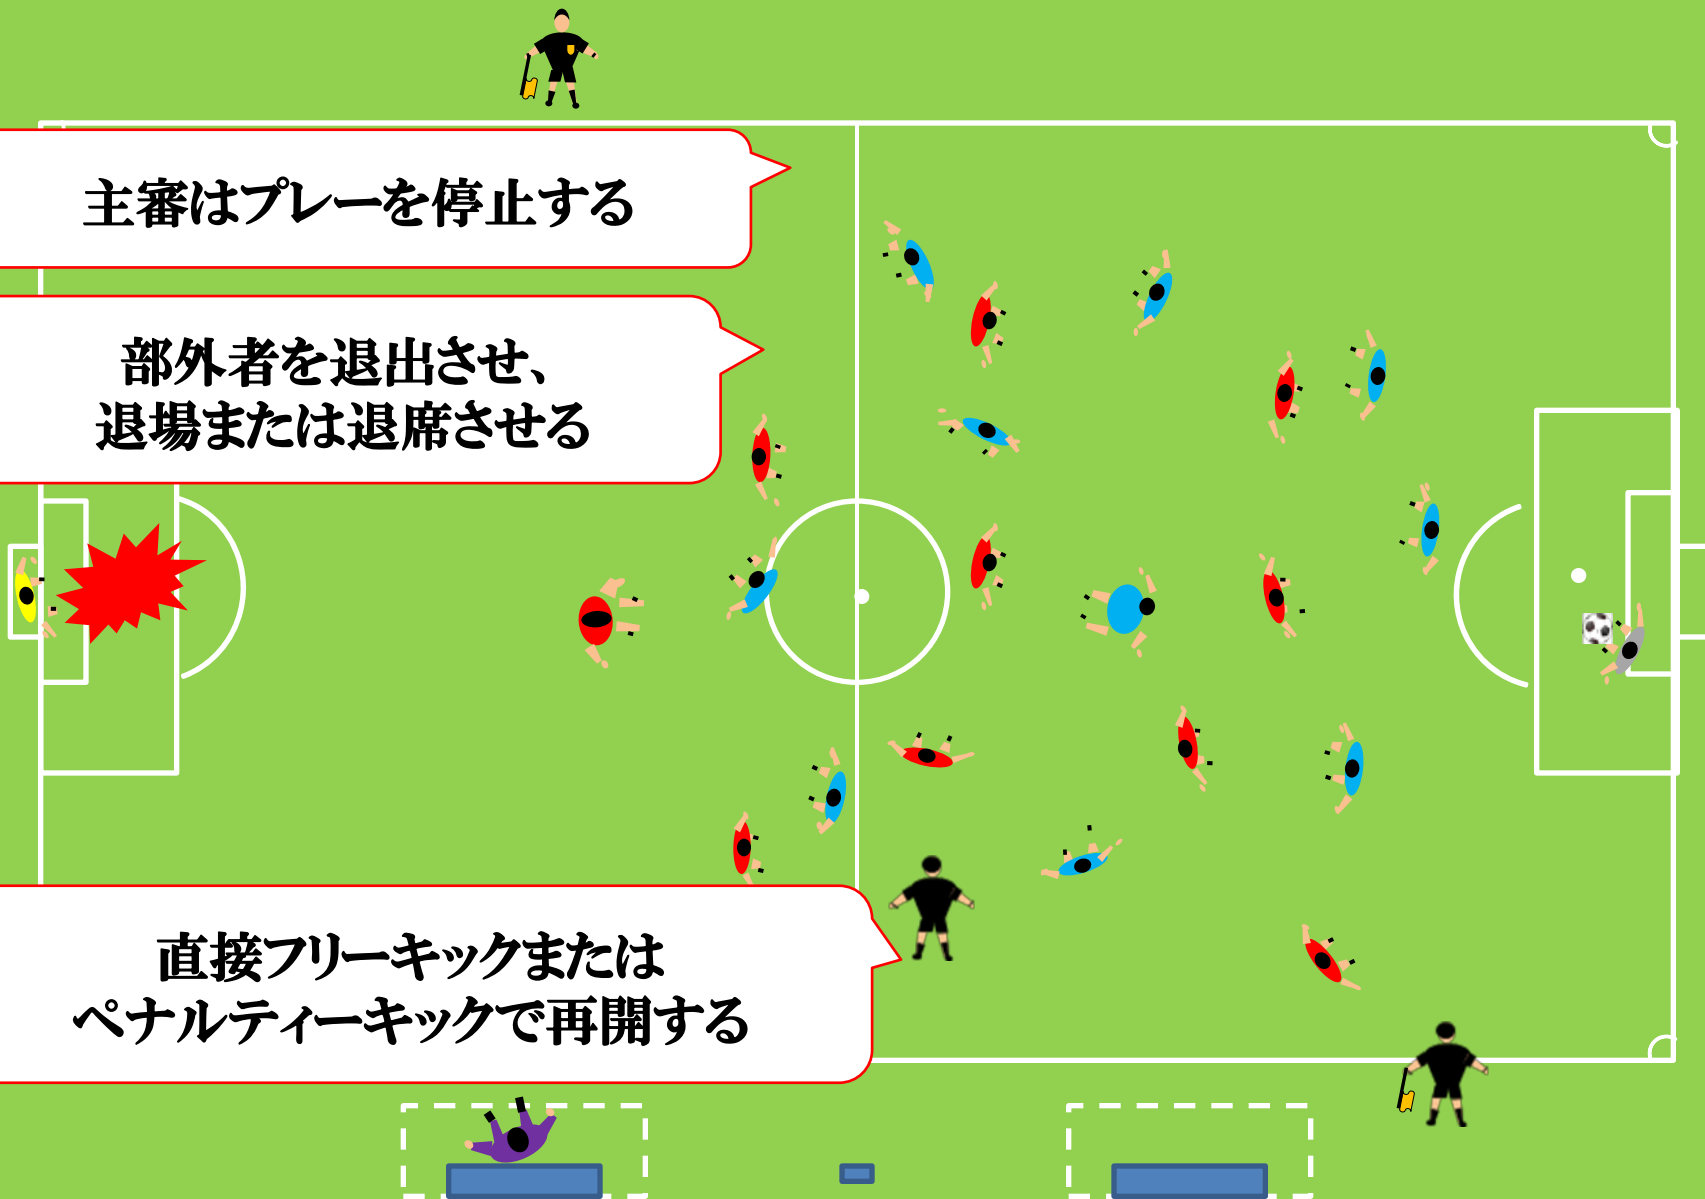 主審はプレーを停止する
部外者を退出させ、
退場または退席させる
直接フリーキックまたは
ペナルティーキックで再開する